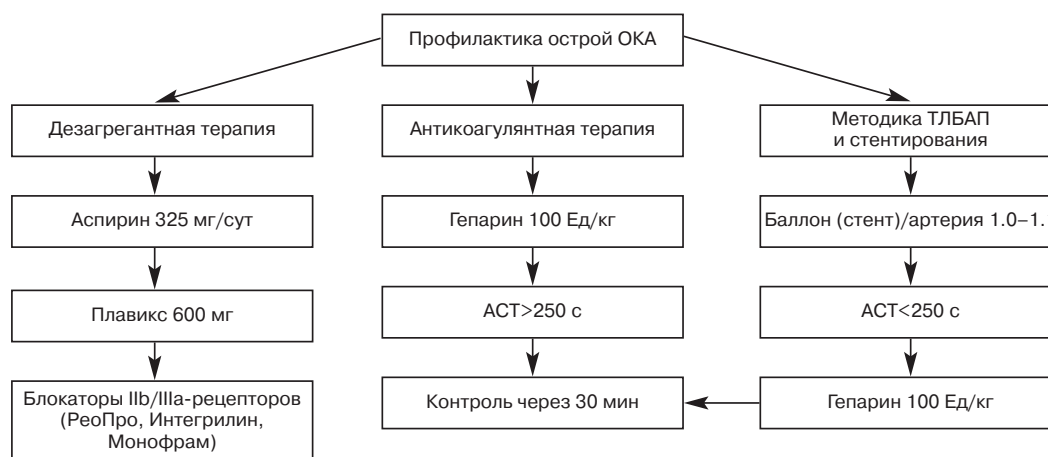 Профилактика острой ОКА
Дезагрегантная терапия
Антикоагулянтная терапия
Методика ТЛБАП
и стентирования
Аспирин 325 мг/сут
Гепарин 100 Ед/кг
Баллон (стент)/артерия 1.0–1.
Плавикс 600 мг
АСТ>250 с
АСТ<250 с
Блокаторы IIb/IIIa-рецепторов
(РеоПро, Интегрилин,
Монофрам)
Контроль через 30 мин
Гепарин 100 Ед/кг